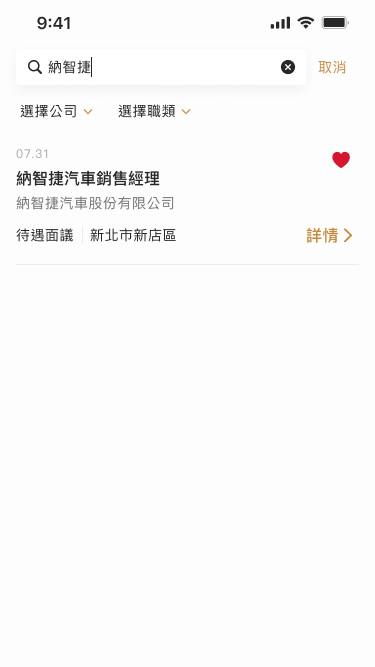 9:41
納智捷 取消
選擇公司 選擇職類
07.31
納智捷汽車銷售經理
納智捷汽車股份有限公司
待遇面議 新北市新店區 詳情